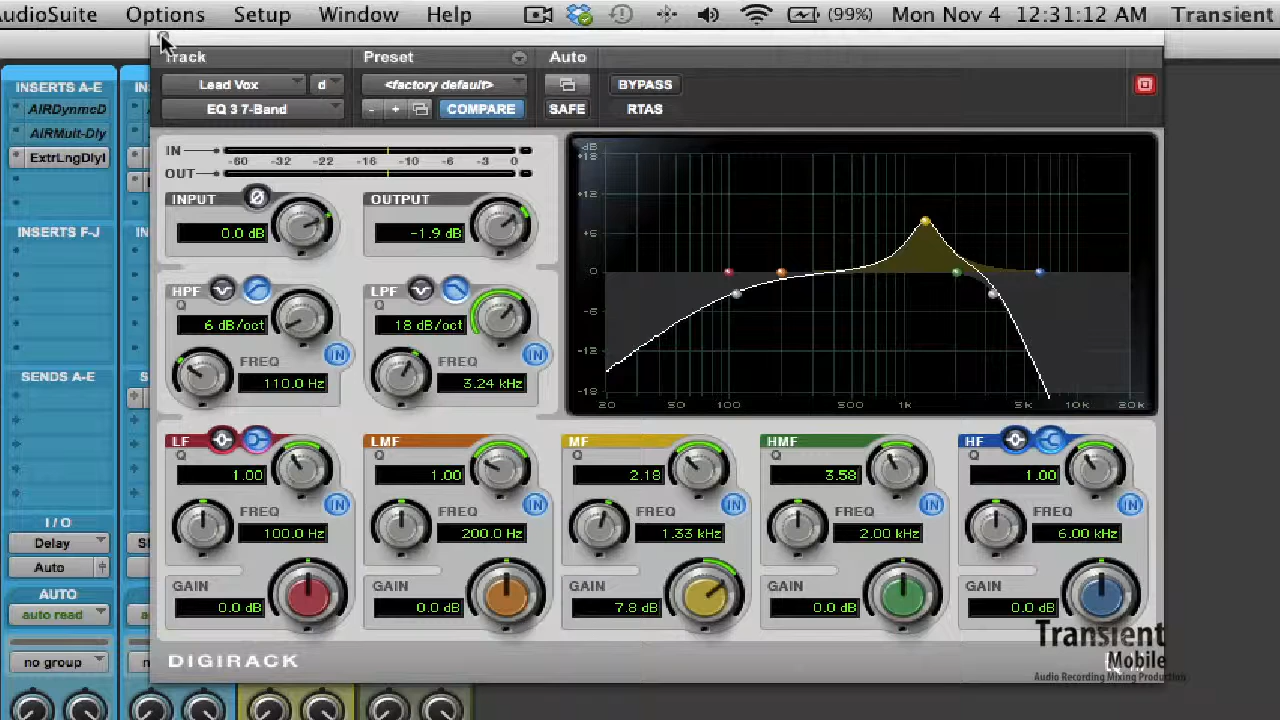 AudioSuite Options Setup Window Help (99%) Mon Nov 4 12:31:12 AM Transient
Track Preset Auto
Lead Vox d <factory default> BYPASS
EQ 3 7-Band - + COMPARE SAFE RTAS
INSERTS A-E
AIRDynmcD
AIRMult-Dly
ExtrLngDlyl
INSERTS F-J
SENDS A-E
I/O
Delay
Auto
AUTO
auto read
no group
IN
-60 -32 -22 -16 -10 -6 -3 0
OUT
INPUT OUTPUT
0.0 dB -1.9 dB
HPF LPF
Q Q
6 dB/oct 18 dB/oct
IN IN
FREQ FREQ
110.0 Hz 3.24 kHz
dB
+18
+12
+6
0
-6
-12
-18
20 50 100 500 1k 5k 10k 20k
LF LMF MF HMF HF
Q Q Q Q Q
1.00 1.00 2.18 3.58 1.00
IN IN IN IN IN
FREQ FREQ FREQ FREQ FREQ
100.0 Hz 200.0 Hz 1.33 kHz 2.00 kHz 6.00 kHz
GAIN GAIN GAIN GAIN GAIN
0.0 dB 0.0 dB 7.8 dB 0.0 dB 0.0 dB
DIGIRACK
Transient
Mobile
Audio Recording Mixing Production